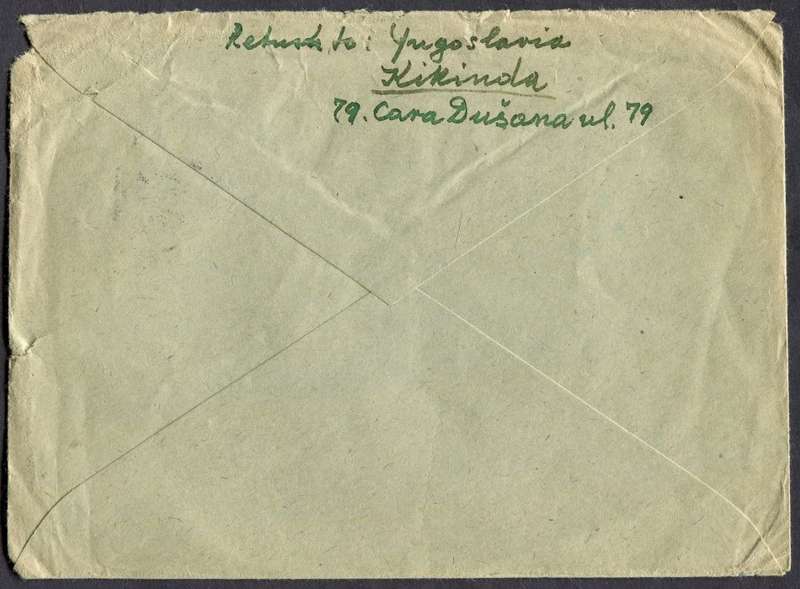 Return to: Yugoslavia
Kikinda
79. Cara Dušana ul. 79